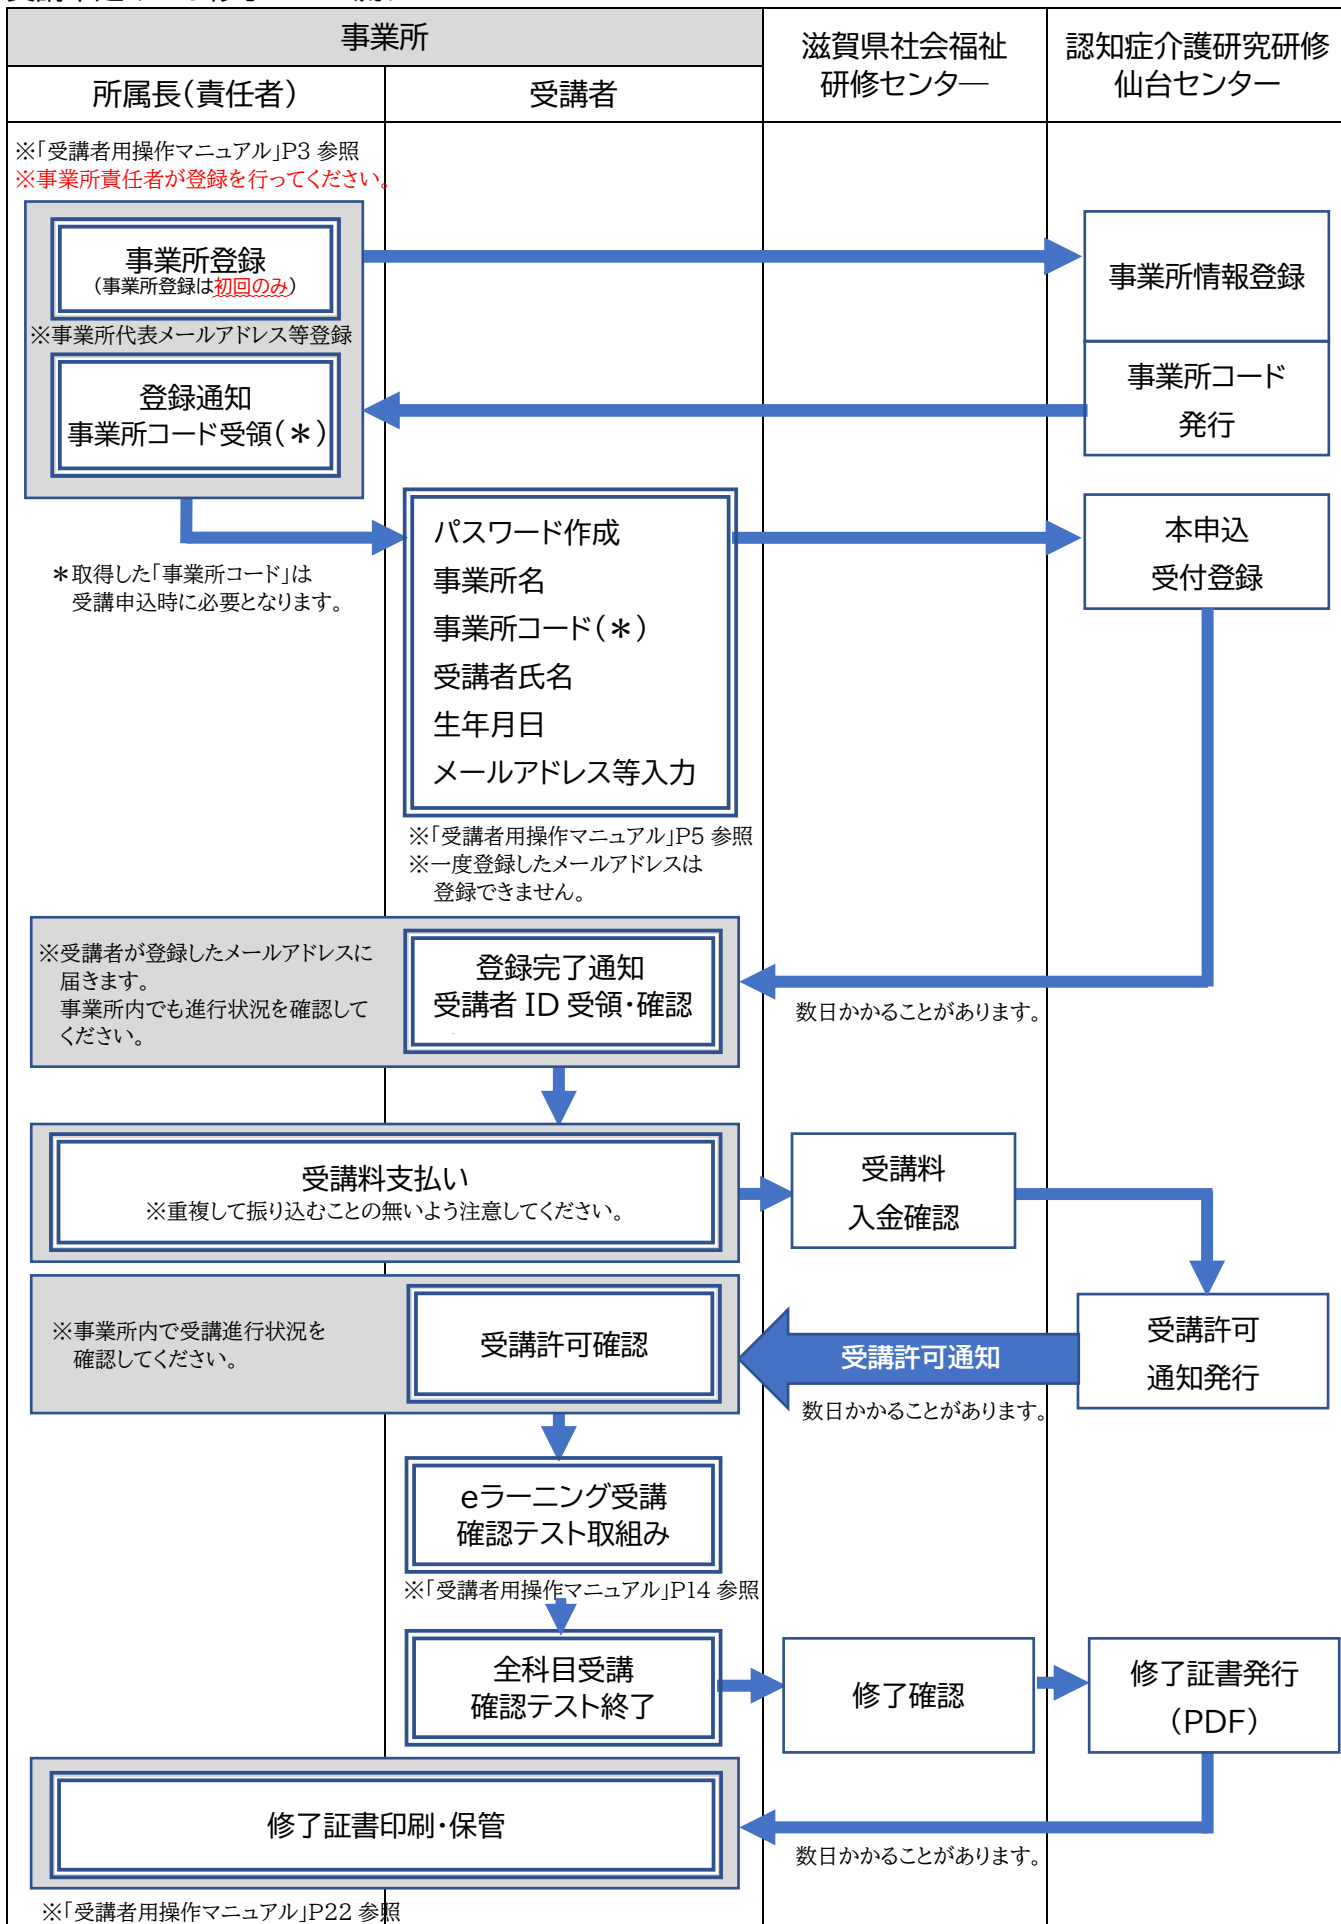 事業所
滋賀県社会福祉
研修センター
認知症介護研究研修
仙台センター
所属長(責任者)
受講者
※「受講者用操作マニュアル」P3 参照
※事業所責任者が登録を行ってください。
事業所登録
(事業所登録は初回のみ)
事業所情報登録
※事業所代表メールアドレス等登録
登録通知
事業所コード受領(＊)
事業所コード
発行
＊取得した「事業所コード」は
受講申込時に必要となります。
パスワード作成
事業所名
事業所コード(＊)
受講者氏名
生年月日
メールアドレス等入力
本申込
受付登録
※「受講者用操作マニュアル」P5 参照
※一度登録したメールアドレスは
登録できません。
※受講者が登録したメールアドレスに
届きます。
事業所内でも進行状況を確認して
ください。
登録完了通知
受講者 ID 受領・確認
数日かかることがあります。
受講料支払い
※重複して振り込むことの無いよう注意してください。
受講料
入金確認
※事業所内で受講進行状況を
確認してください。
受講許可確認
受講許可通知
受講許可
通知発行
数日かかることがあります。
eラーニング受講
確認テスト取組み
※「受講者用操作マニュアル」P14 参照
全科目受講
確認テスト終了
修了確認
修了証書発行
(PDF)
修了証書印刷・保管
数日かかることがあります。
※「受講者用操作マニュアル」P22 参照